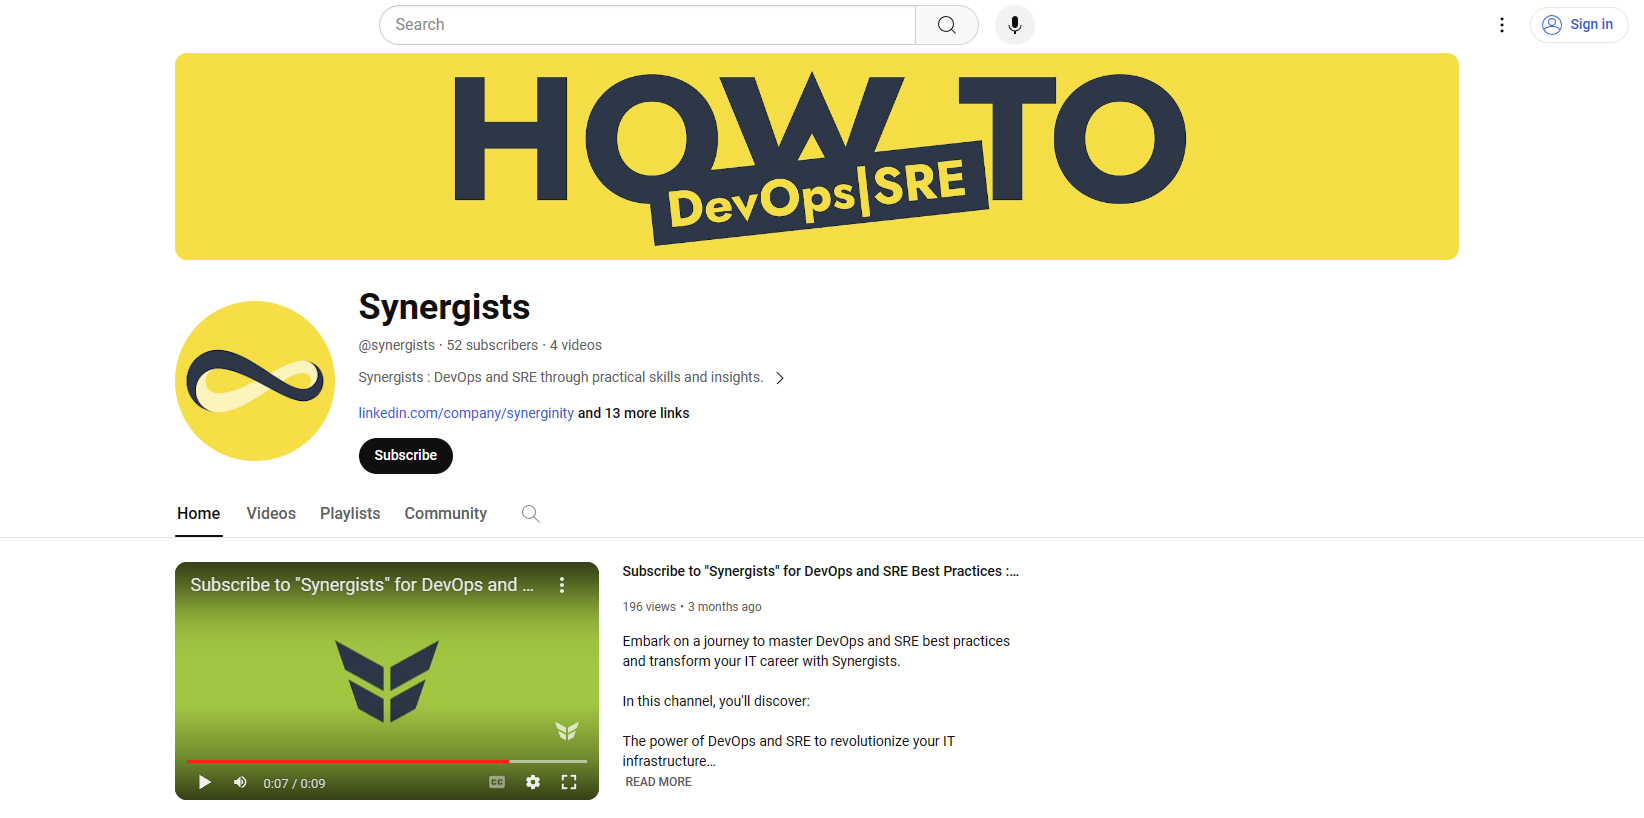 Search
Sign in
HOW TO
DevOps|SRE
Synergists
@synergists · 52 subscribers · 4 videos
Synergists : DevOps and SRE through practical skills and insights.
linkedin.com/company/synerginity and 13 more links
Subscribe
Home Videos Playlists Community
Subscribe to "Synergists" for DevOps and ...
CC
0:07 / 0:09
Subscribe to "Synergists" for DevOps and SRE Best Practices :...
196 views • 3 months ago
Embark on a journey to master DevOps and SRE best practices
and transform your IT career with Synergists.
In this channel, you'll discover:
The power of DevOps and SRE to revolutionize your IT
infrastructure...
READ MORE